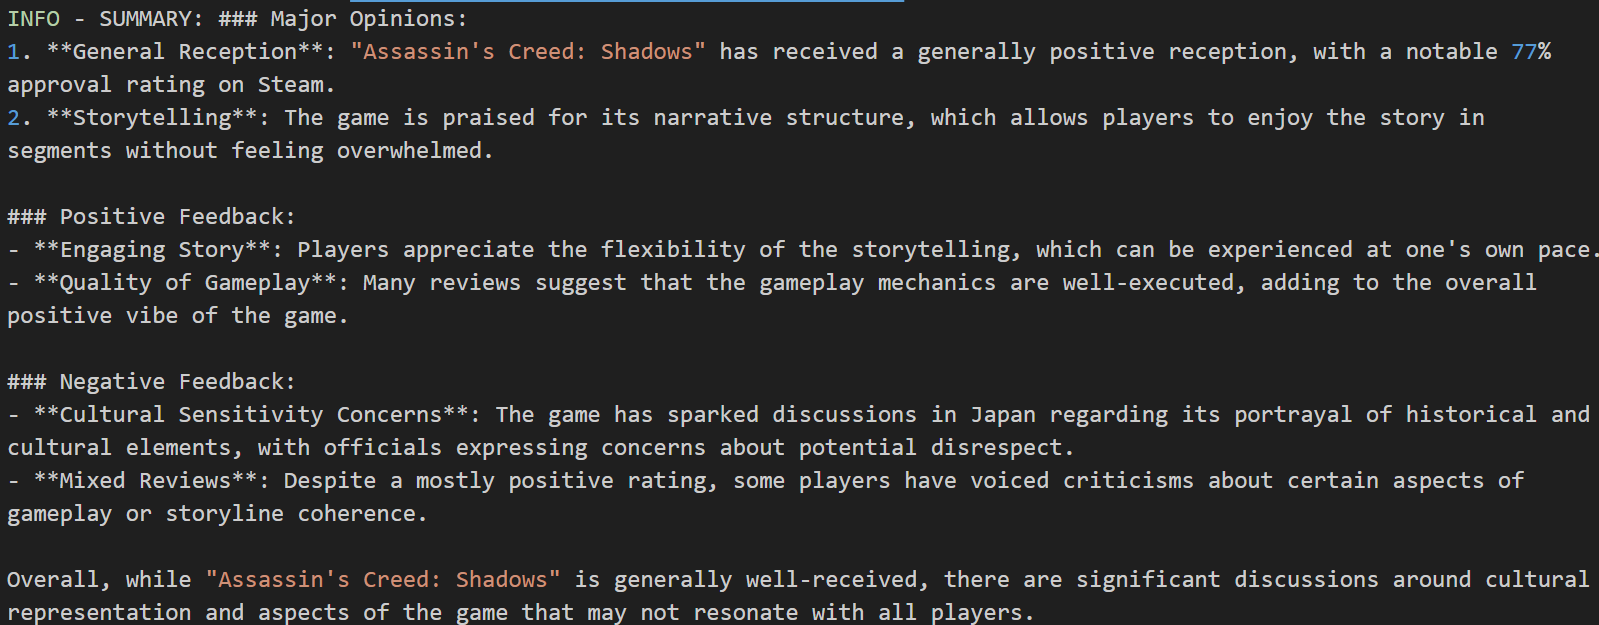 INFO - SUMMARY: ### Major Opinions:
1. **General Reception**: "Assassin's Creed: Shadows" has received a generally positive reception, with a notable 77%
approval rating on Steam.
2. **Storytelling**: The game is praised for its narrative structure, which allows players to enjoy the story in
segments without feeling overwhelmed.

### Positive Feedback:
- **Engaging Story**: Players appreciate the flexibility of the storytelling, which can be experienced at one's own pace.
- **Quality of Gameplay**: Many reviews suggest that the gameplay mechanics are well-executed, adding to the overall
positive vibe of the game.

### Negative Feedback:
- **Cultural Sensitivity Concerns**: The game has sparked discussions in Japan regarding its portrayal of historical and
cultural elements, with officials expressing concerns about potential disrespect.
- **Mixed Reviews**: Despite a mostly positive rating, some players have voiced criticisms about certain aspects of
gameplay or storyline coherence.

Overall, while "Assassin's Creed: Shadows" is generally well-received, there are significant discussions around cultural
representation and aspects of the game that may not resonate with all players.